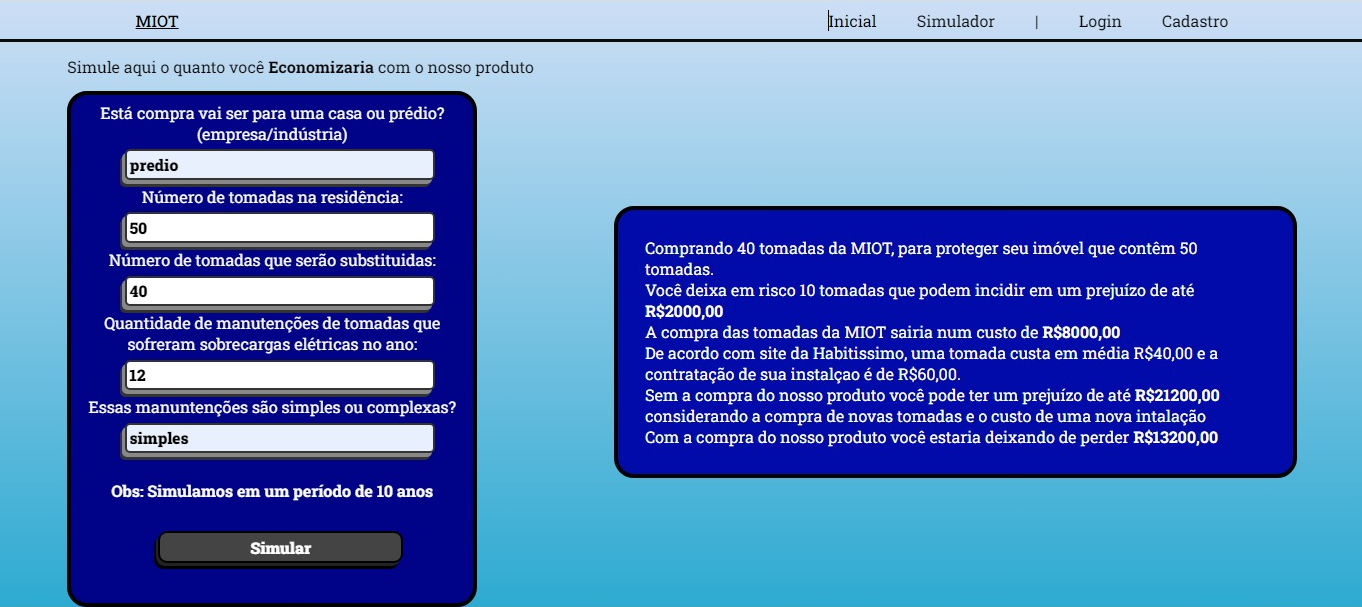 MIOT
Inicial Simulador | Login Cadastro
Simule aqui o quanto você Economizaria com o nosso produto
Está compra vai ser para uma casa ou prédio?
(empresa/indústria)
predio
Número de tomadas na residência:
50
Número de tomadas que serão substituidas:
40
Quantidade de manutenções de tomadas que
sofreram sobrecargas elétricas no ano:
12
Essas manuntenções são simples ou complexas?
simples
Obs: Simulamos em um período de 10 anos
Simular
Comprando 40 tomadas da MIOT, para proteger seu imóvel que contêm 50
tomadas.
Você deixa em risco 10 tomadas que podem incidir em um prejuízo de até
R$2000,00
A compra das tomadas da MIOT sairia num custo de R$8000,00
De acordo com site da Habitissimo, uma tomada custa em média R$40,00 e a
contratação de sua instalçao é de R$60,00.
Sem a compra do nosso produto você pode ter um prejuízo de até R$21200,00
considerando a compra de novas tomadas e o custo de uma nova intalação
Com a compra do nosso produto você estaria deixando de perder R$13200,00